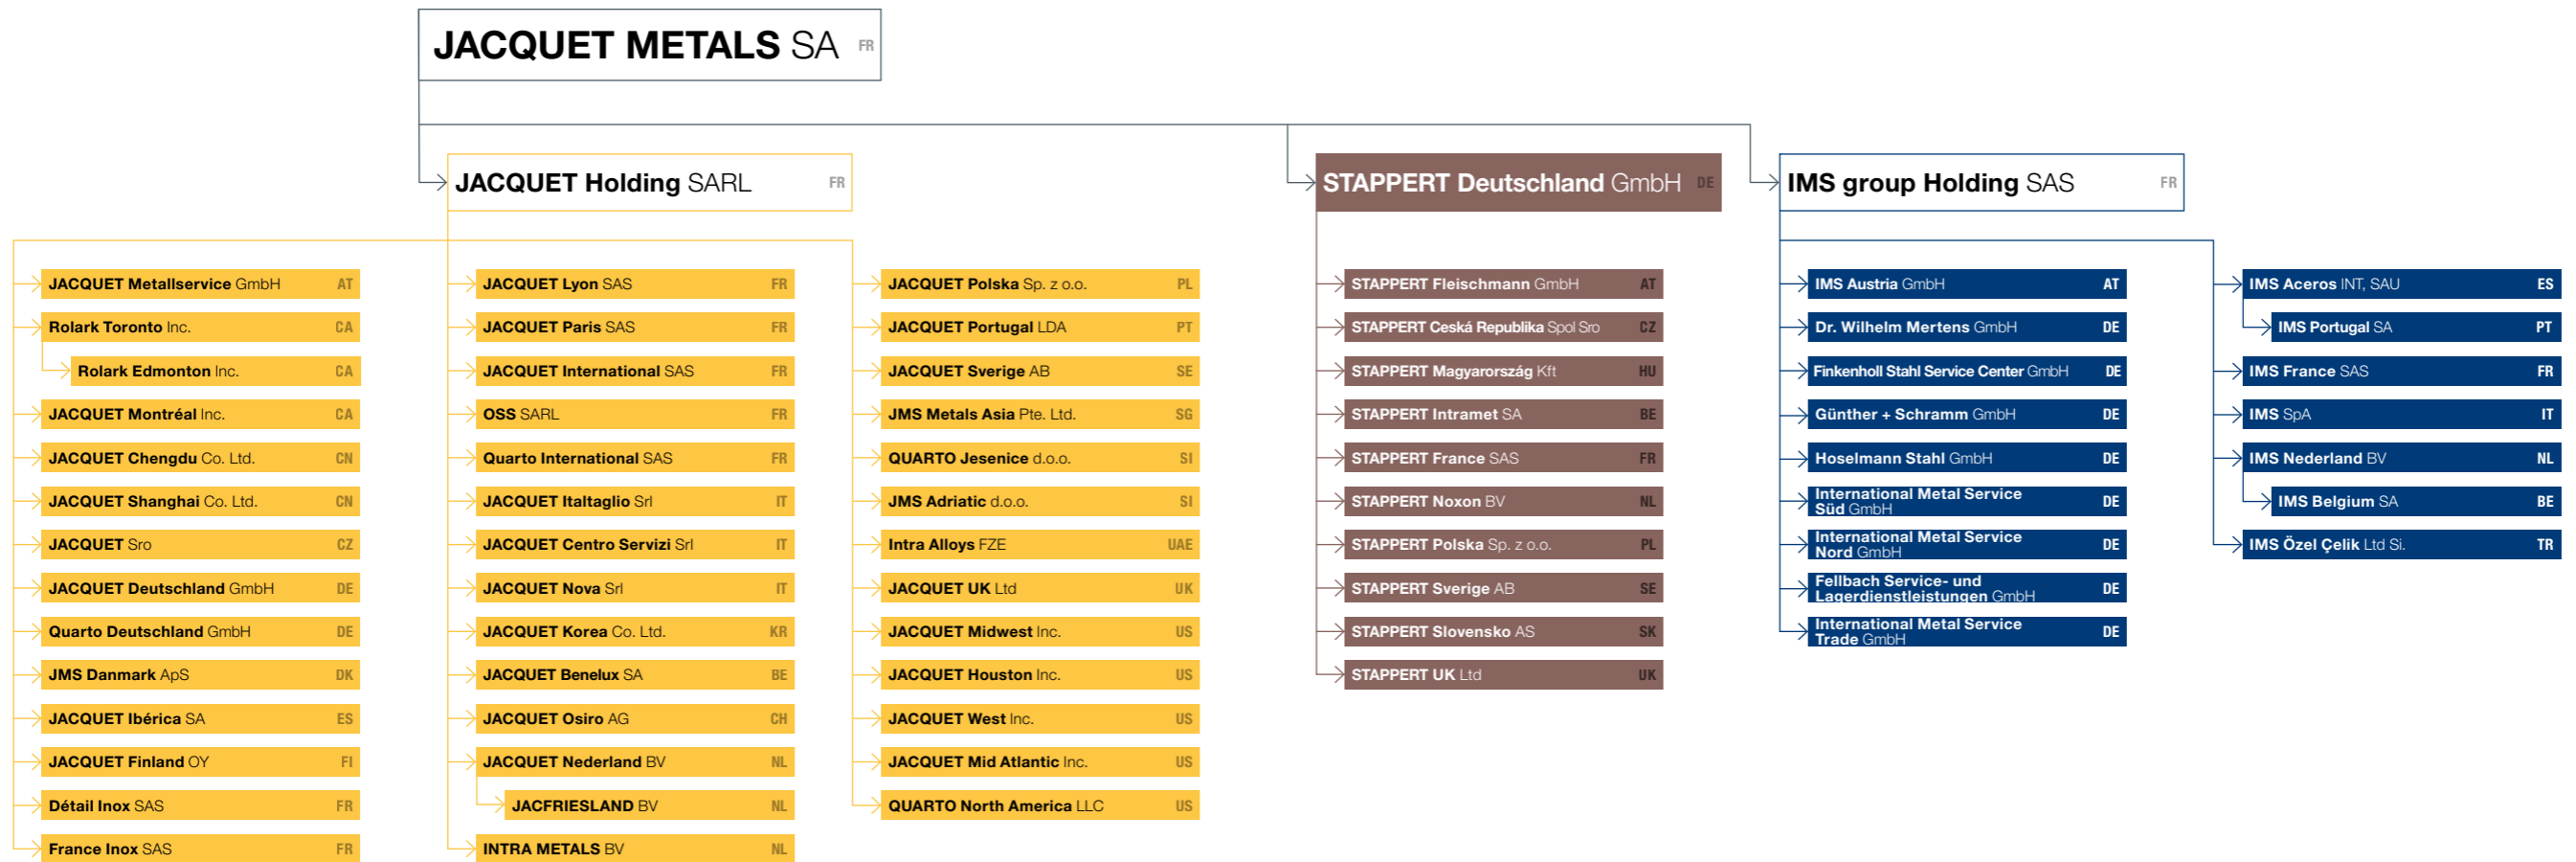 JACQUET METALS SA FR
JACQUET Holding SARL FR
JACQUET Metallservice GmbH AT
Rolark Toronto Inc. CA
Rolark Edmonton Inc. CA
JACQUET Montréal Inc. CA
JACQUET Chengdu Co. Ltd. CN
JACQUET Shanghai Co. Ltd. CN
JACQUET Sro CZ
JACQUET Deutschland GmbH DE
Quarto Deutschland GmbH DE
JMS Danmark ApS DK
JACQUET Ibérica SA ES
JACQUET Finland OY FI
Détail Inox SAS FR
France Inox SAS FR
JACQUET Lyon SAS FR
JACQUET Paris SAS FR
JACQUET International SAS FR
OSS SARL FR
Quarto International SAS FR
JACQUET Italtaglio Srl IT
JACQUET Centro Servizi Srl IT
JACQUET Nova Srl IT
JACQUET Korea Co. Ltd. KR
JACQUET Benelux SA BE
JACQUET Osiro AG CH
JACQUET Nederland BV NL
JACFRIESLAND BV NL
INTRA METALS BV NL
JACQUET Polska Sp. z o.o. PL
JACQUET Portugal LDA PT
JACQUET Sverige AB SE
JMS Metals Asia Pte. Ltd. SG
QUARTO Jesenice d.o.o. SI
JMS Adriatic d.o.o. SI
Intra Alloys FZE UAE
JACQUET UK Ltd UK
JACQUET Midwest Inc. US
JACQUET Houston Inc. US
JACQUET West Inc. US
JACQUET Mid Atlantic Inc. US
QUARTO North America LLC US
STAPPERT Deutschland GmbH DE
STAPPERT Fleischmann GmbH AT
STAPPERT Ceská Republika Spol Sro CZ
STAPPERT Magyarország Kft HU
STAPPERT Intramet SA BE
STAPPERT France SAS FR
STAPPERT Noxon BV NL
STAPPERT Polska Sp. z o.o. PL
STAPPERT Sverige AB SE
STAPPERT Slovensko AS SK
STAPPERT UK Ltd UK
IMS group Holding SAS FR
IMS Austria GmbH AT
Dr. Wilhelm Mertens GmbH DE
Finkenholl Stahl Service Center GmbH DE
Günther + Schramm GmbH DE
Hoselmann Stahl GmbH DE
International Metal Service
Süd GmbH DE
International Metal Service
Nord GmbH DE
Fellbach Service- und
Lagerdienstleistungen GmbH DE
International Metal Service
Trade GmbH DE
IMS Aceros INT, SAU ES
IMS Portugal SA PT
IMS France SAS FR
IMS SpA IT
IMS Nederland BV NL
IMS Belgium SA BE
IMS Özel Çelik Ltd Si. TR